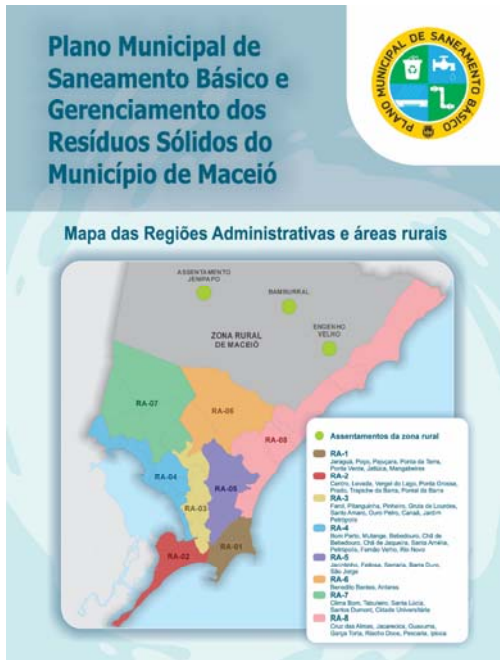 Plano Municipal de
Saneamento Básico e
Gerenciamento dos
Resíduos Sólidos do
Município de Maceió
PLANO MUNICIPAL DE SANEAMENTO BÁSICO
Mapa das Regiões Administrativas e áreas rurais
ASSENTAMENTO
JENIPAPO
BAMBURRAL
ENGENHO
VELHO
ZONA RURAL
DE MACEIÓ
RA-07
RA-06
RA-08
RA-04
RA-05
RA-03
RA-02
RA-01
Assentamentos da zona rural
RA-1
Jaraguá, Poço, Pajuçara, Ponta da Terra,
Ponta Verde, Jatiúca, Mangabeiras
RA-2
Centro, Levada, Vergel do Lago, Ponta Grossa,
Prado, Trapiche da Barra, Pontal da Barra
RA-3
Farol, Pitanguinha, Pinheiro, Gruta de Lourdes,
Santo Amaro, Ouro Preto, Canaã, Jardim
Petrópolis
RA-4
Bom Parto, Mutange, Bebedouro, Chã de
Bebedouro, Chã de Jaqueira, Santa Amélia,
Petrópolis, Fernão Velho, Rio Novo
RA-5
Jacintinho, Feitosa, Serraria, Barro Duro,
São Jorge
RA-6
Benedito Bentes, Antares
RA-7
Clima Bom, Tabuleiro, Santa Lúcia,
Santos Dumont, Cidade Universitária
RA-8
Cruz das Almas, Jacarecica, Guaxuma,
Garça Torta, Riacho Doce, Pescaria, Ipioca